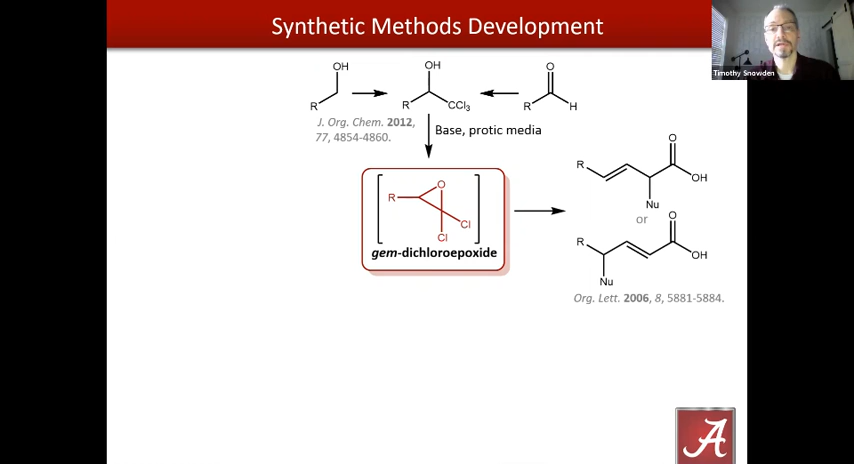 Synthetic Methods Development
Timothy Snowden
OH
R
OH
R
CCl3
O
R
H
J. Org. Chem. 2012,
77, 4854-4860.
Base, protic media
R
O
Cl
Cl
gem-dichloroepoxide
R
O
OH
Nu
or
R
O
OH
Nu
Org. Lett. 2006, 8, 5881-5884.
A